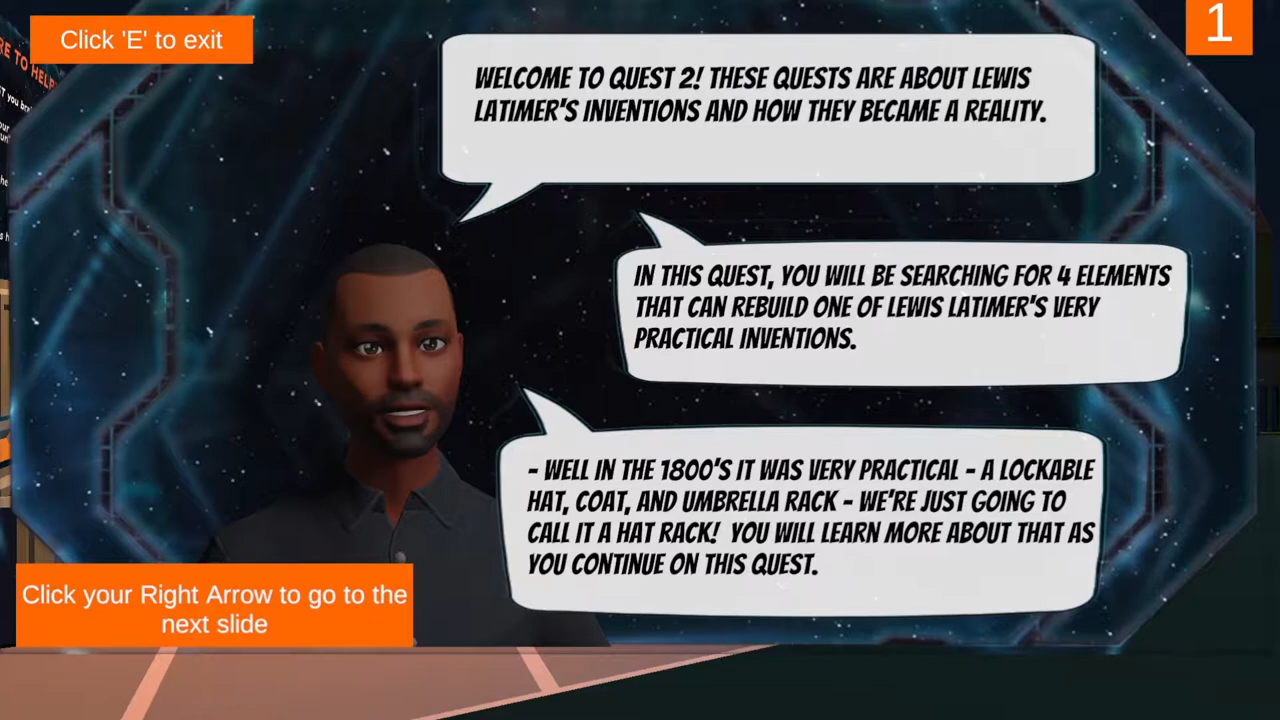 Click 'E' to exit
1
RE TO HELP
WELCOME TO QUEST 2! THESE QUESTS ARE ABOUT LEWIS
LATIMER'S INVENTIONS AND HOW THEY BECAME A REALITY.
IN THIS QUEST, YOU WILL BE SEARCHING FOR 4 ELEMENTS
THAT CAN REBUILD ONE OF LEWIS LATIMER'S VERY
PRACTICAL INVENTIONS.
- WELL IN THE 1800'S IT WAS VERY PRACTICAL - A LOCKABLE
HAT, COAT, AND UMBRELLA RACK - WE'RE JUST GOING TO
CALL IT A HAT RACK! YOU WILL LEARN MORE ABOUT THAT AS
YOU CONTINUE ON THIS QUEST.
Click your Right Arrow to go to the
next slide